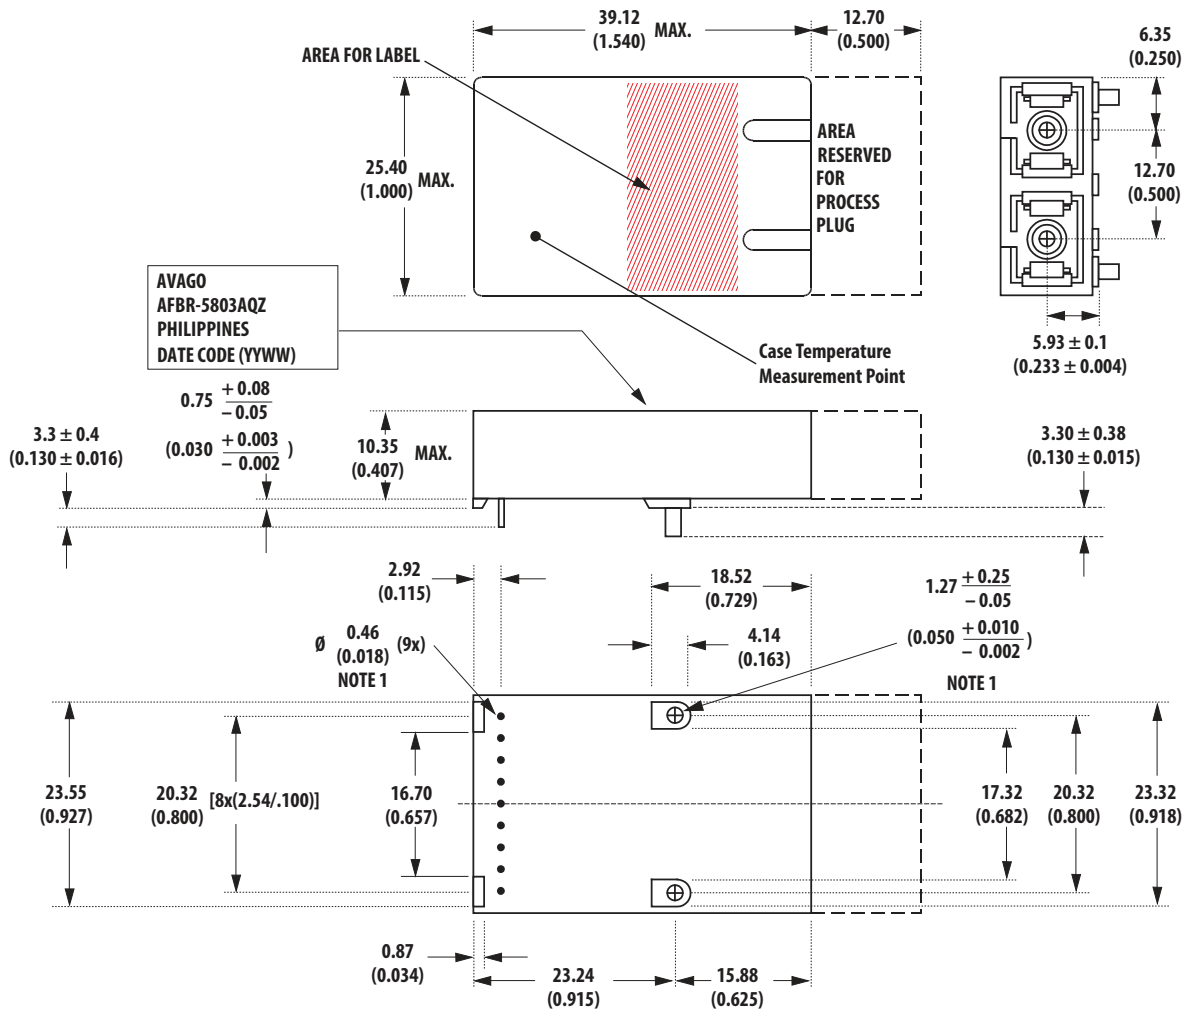 39.12
(1.540)
MAX.
12.70
(0.500)
6.35
(0.250)
AREA FOR LABEL
25.40
(1.000)
MAX.
AREA
RESERVED
FOR
PROCESS
PLUG
12.70
(0.500)
AVAGO
AFBR-5803AQZ
PHILIPPINES
DATE CODE (YYWW)
Case Temperature
Measurement Point
5.93 ± 0.1
(0.233 ± 0.004)
0.75 + 0.08
– 0.05
(0.030 + 0.003
– 0.002 )
3.3 ± 0.4
(0.130 ± 0.016)
10.35
(0.407)
MAX.
3.30 ± 0.38
(0.130 ± 0.015)
2.92
(0.115)
18.52
(0.729)
1.27 + 0.25
– 0.05
Ø 0.46
(0.018) (9x)
NOTE 1
4.14
(0.163)
(0.050 + 0.010
– 0.002 )
NOTE 1
23.55
(0.927)
20.32
(0.800)
[8x(2.54/.100)]
16.70
(0.657)
17.32
(0.682)
20.32
(0.800)
23.32
(0.918)
0.87
(0.034)
23.24
(0.915)
15.88
(0.625)